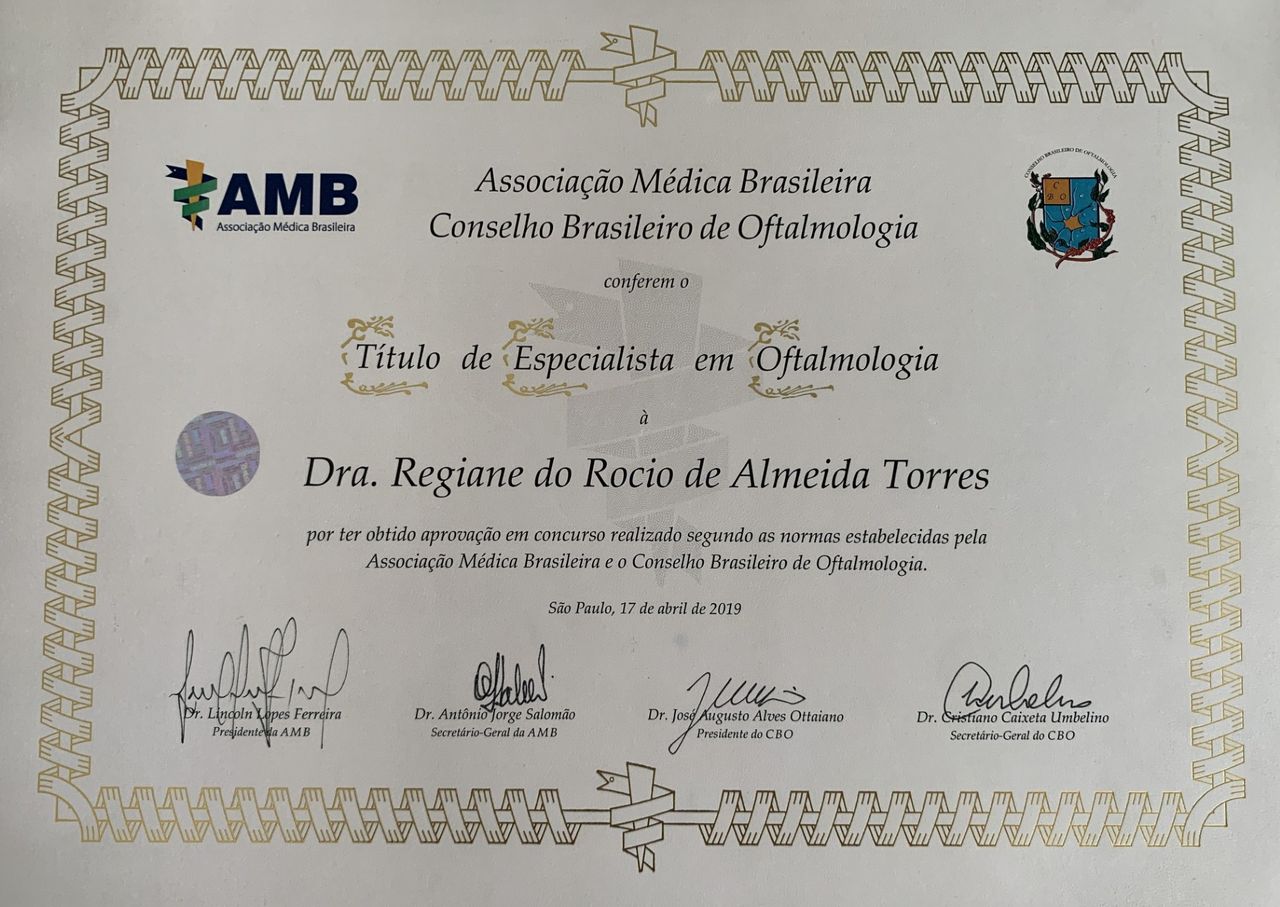 AMB
Associação Médica Brasileira
Associação Médica Brasileira
Conselho Brasileiro de Oftalmologia
CONSELHO BRASILEIRO DE OFTALMOLOGIA
C
B O
conferem o
Título de Especialista em Oftalmologia
à
Dra. Regiane do Rocio de Almeida Torres
por ter obtido aprovação em concurso realizado segundo as normas estabelecidas pela
Associação Médica Brasileira e o Conselho Brasileiro de Oftalmologia.
São Paulo, 17 de abril de 2019
Dr. Lincoln Lopes Ferreira
Presidente da AMB
Dr. Antônio Jorge Salomão
Secretário-Geral da AMB
Dr. José Augusto Alves Ottaiano
Presidente do CBO
Dr. Cristiano Caixeta Umbelino
Secretário-Geral do CBO